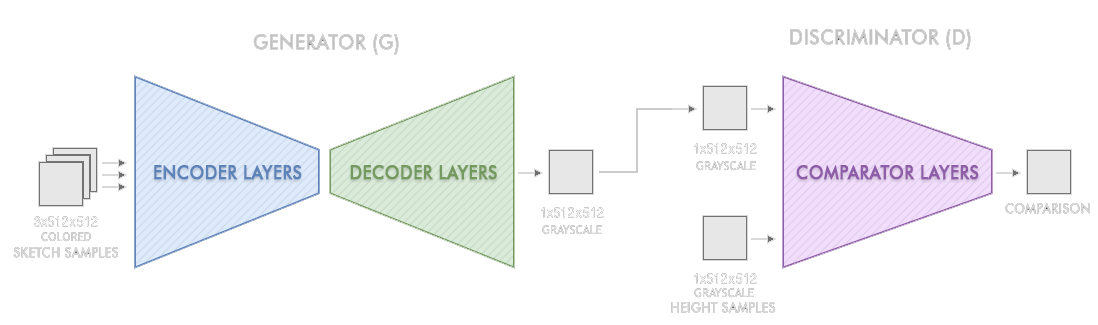 GENERATOR (G)
DISCRIMINATOR (D)
ENCODER LAYERS
DECODER LAYERS
COMPARATOR LAYERS
3x512x512
COLORED
SKETCH SAMPLES
1x512x512
GRAYSCALE
1x512x512
GRAYSCALE
1x512x512
GRAYSCALE
HEIGHT SAMPLES
COMPARISON